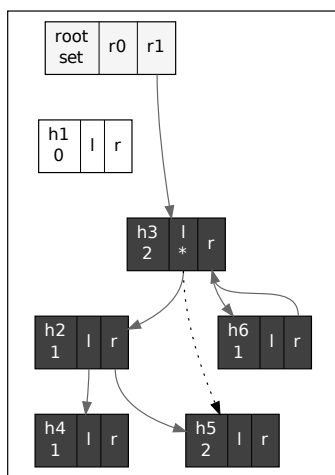 root set r0 r1
h1 0 l r
h3 2 l * r
h2 1 l r
h6 1 l r
h4 1 l r
h5 2 l r